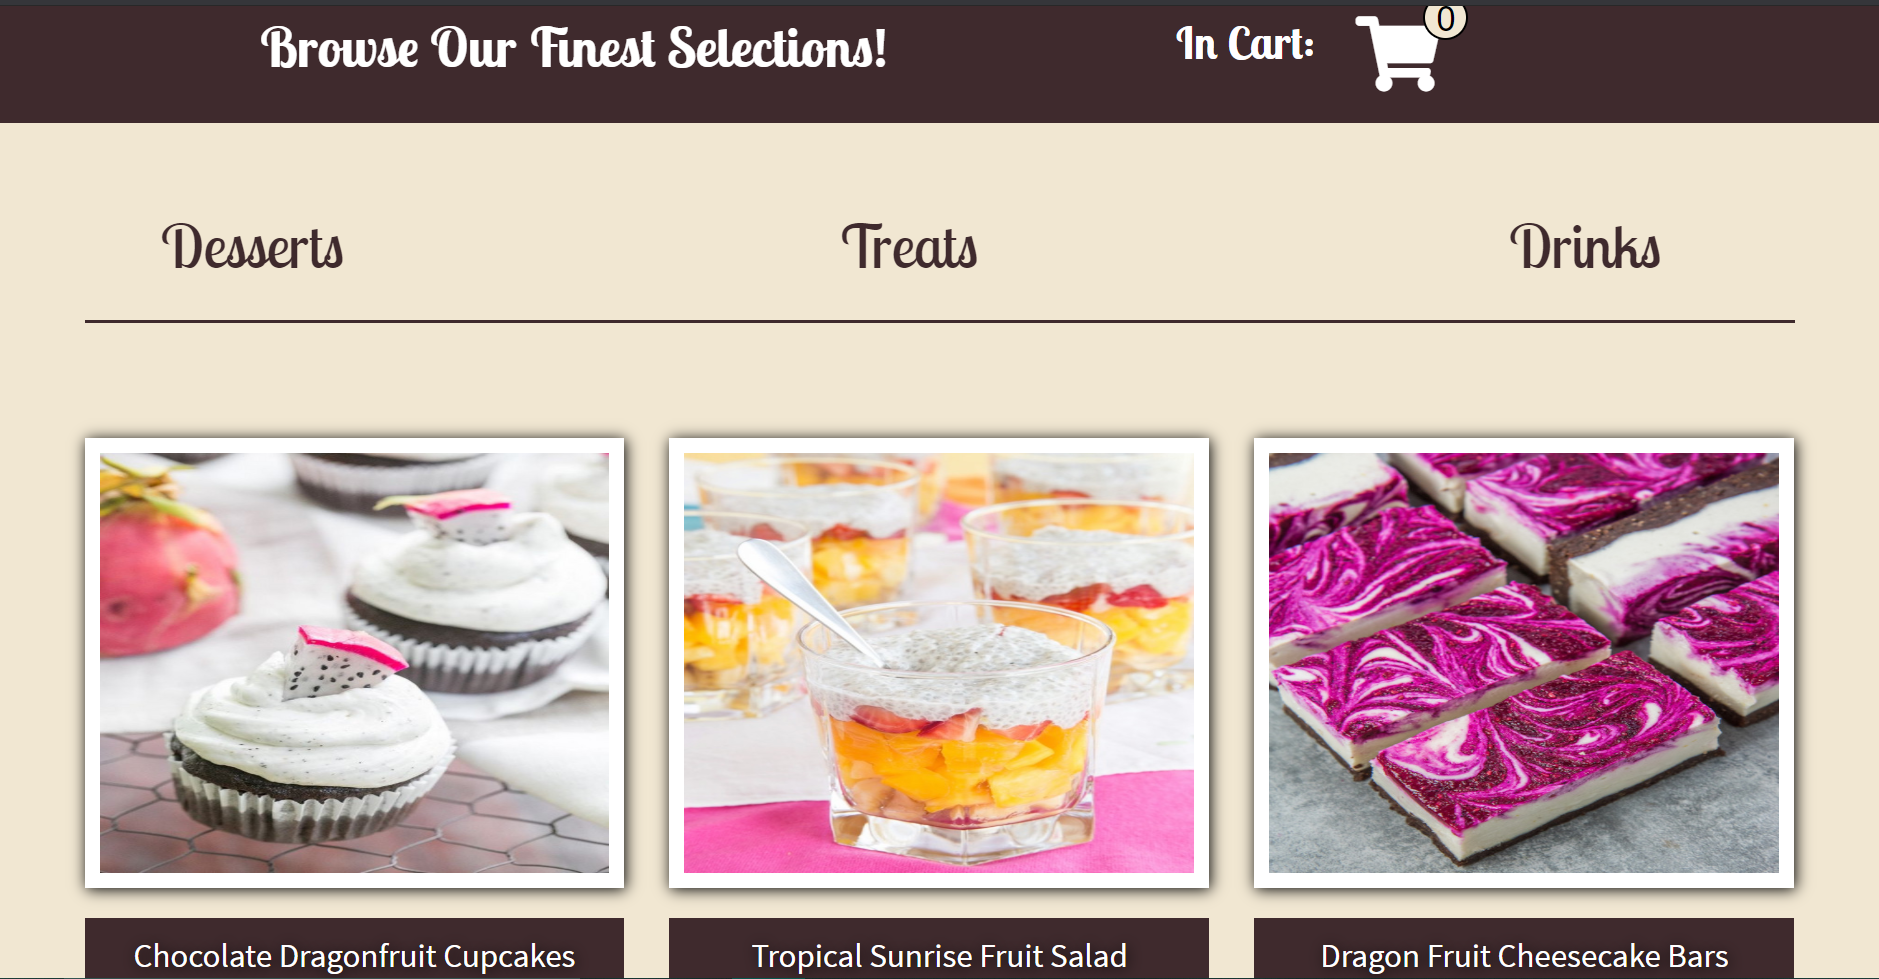 Browse Our Finest Selections!
In Cart:
0
Desserts
Treats
Drinks
Chocolate Dragonfruit Cupcakes
Tropical Sunrise Fruit Salad
Dragon Fruit Cheesecake Bars